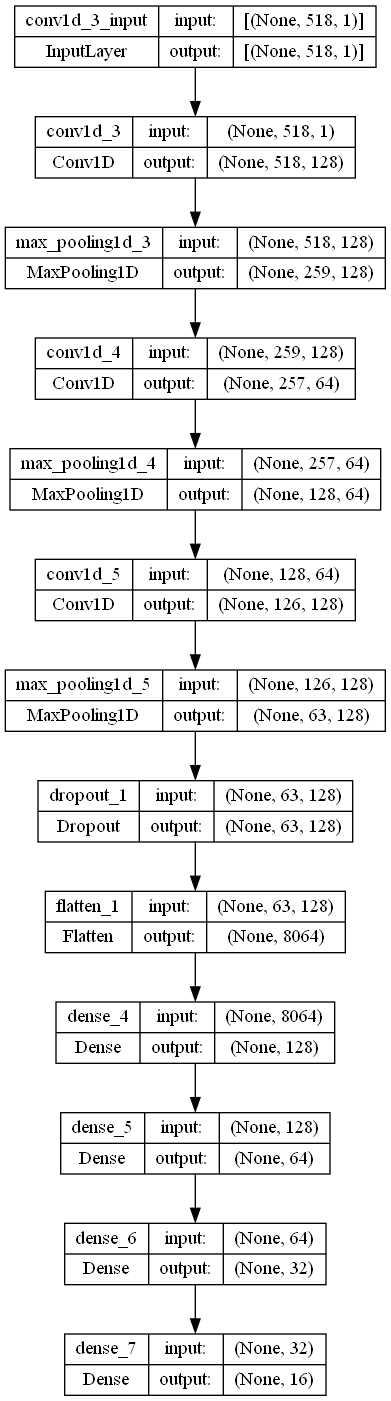 conv1d_3_input input: [(None, 518, 1)]
InputLayer output: [(None, 518, 1)]
conv1d_3 input: (None, 518, 1)
Conv1D output: (None, 518, 128)
max_pooling1d_3 input: (None, 518, 128)
MaxPooling1D output: (None, 259, 128)
conv1d_4 input: (None, 259, 128)
Conv1D output: (None, 257, 64)
max_pooling1d_4 input: (None, 257, 64)
MaxPooling1D output: (None, 128, 64)
conv1d_5 input: (None, 128, 64)
Conv1D output: (None, 126, 128)
max_pooling1d_5 input: (None, 126, 128)
MaxPooling1D output: (None, 63, 128)
dropout_1 input: (None, 63, 128)
Dropout output: (None, 63, 128)
flatten_1 input: (None, 63, 128)
Flatten output: (None, 8064)
dense_4 input: (None, 8064)
Dense output: (None, 128)
dense_5 input: (None, 128)
Dense output: (None, 64)
dense_6 input: (None, 64)
Dense output: (None, 32)
dense_7 input: (None, 32)
Dense output: (None, 16)